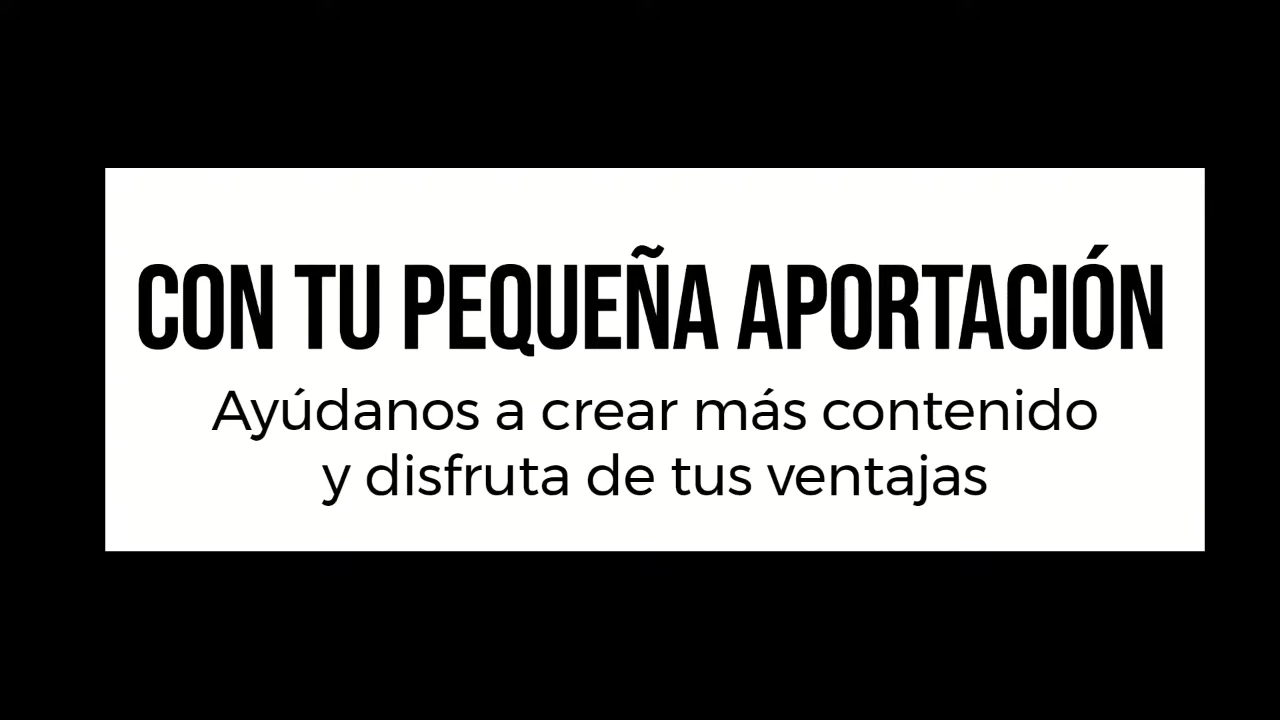 CON TU PEQUEÑA APORTACIÓN
Ayúdanos a crear más contenido
y disfruta de tus ventajas